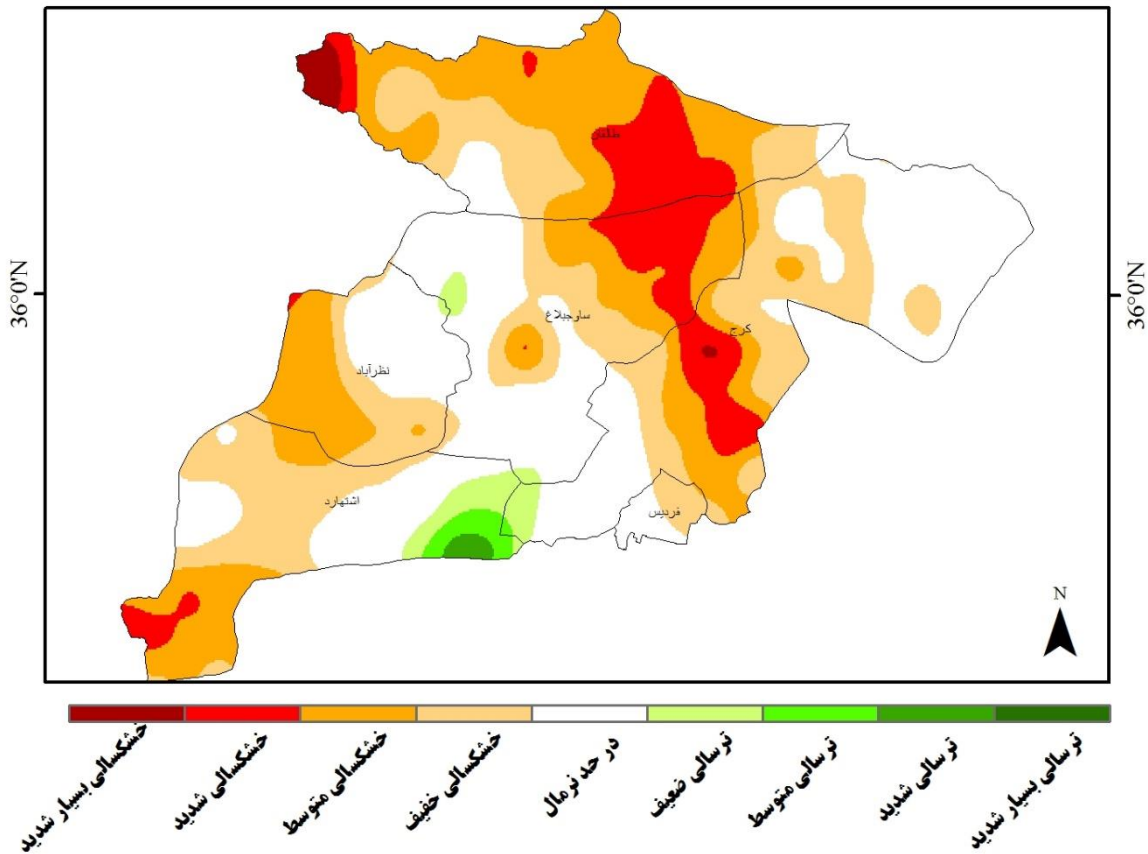 N
36°0'N
36°0'N
طالقان
ساوجبلاغ
کرج
نظرآباد
اشتهارد
فردیس
خشکسالی بسیار شدید
خشکسالی شدید
خشکسالی متوسط
خشکسالی خفیف
در حد نرمال
ترسالی ضعیف
ترسالی متوسط
ترسالی شدید
ترسالی بسیار شدید